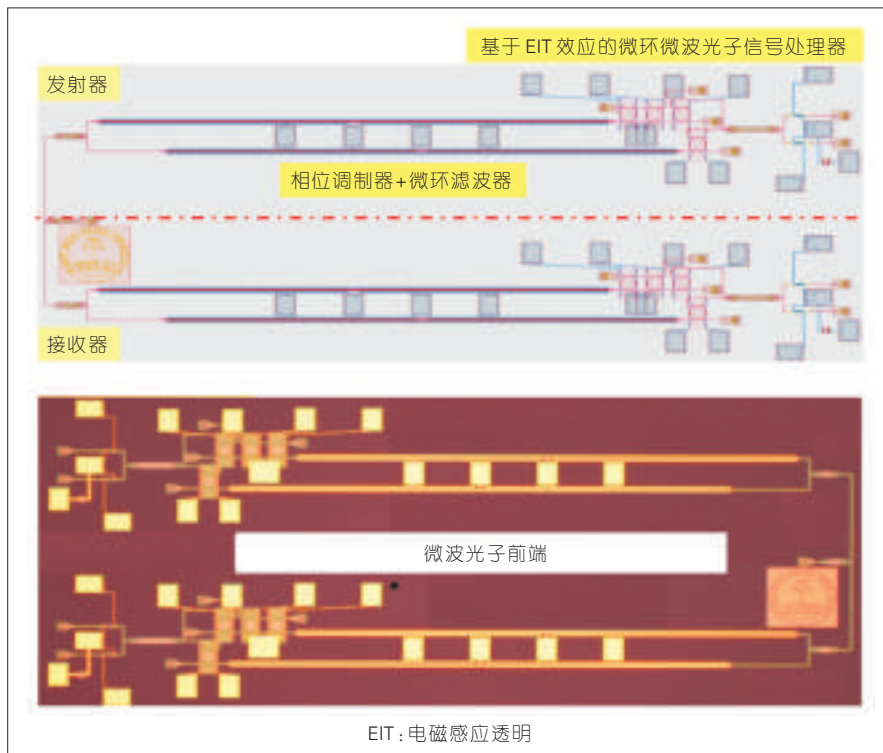 基于 EIT 效应的微环微波光子信号处理器
发射器
相位调制器+微环滤波器
接收器
微波光子前端
EIT：电磁感应透明